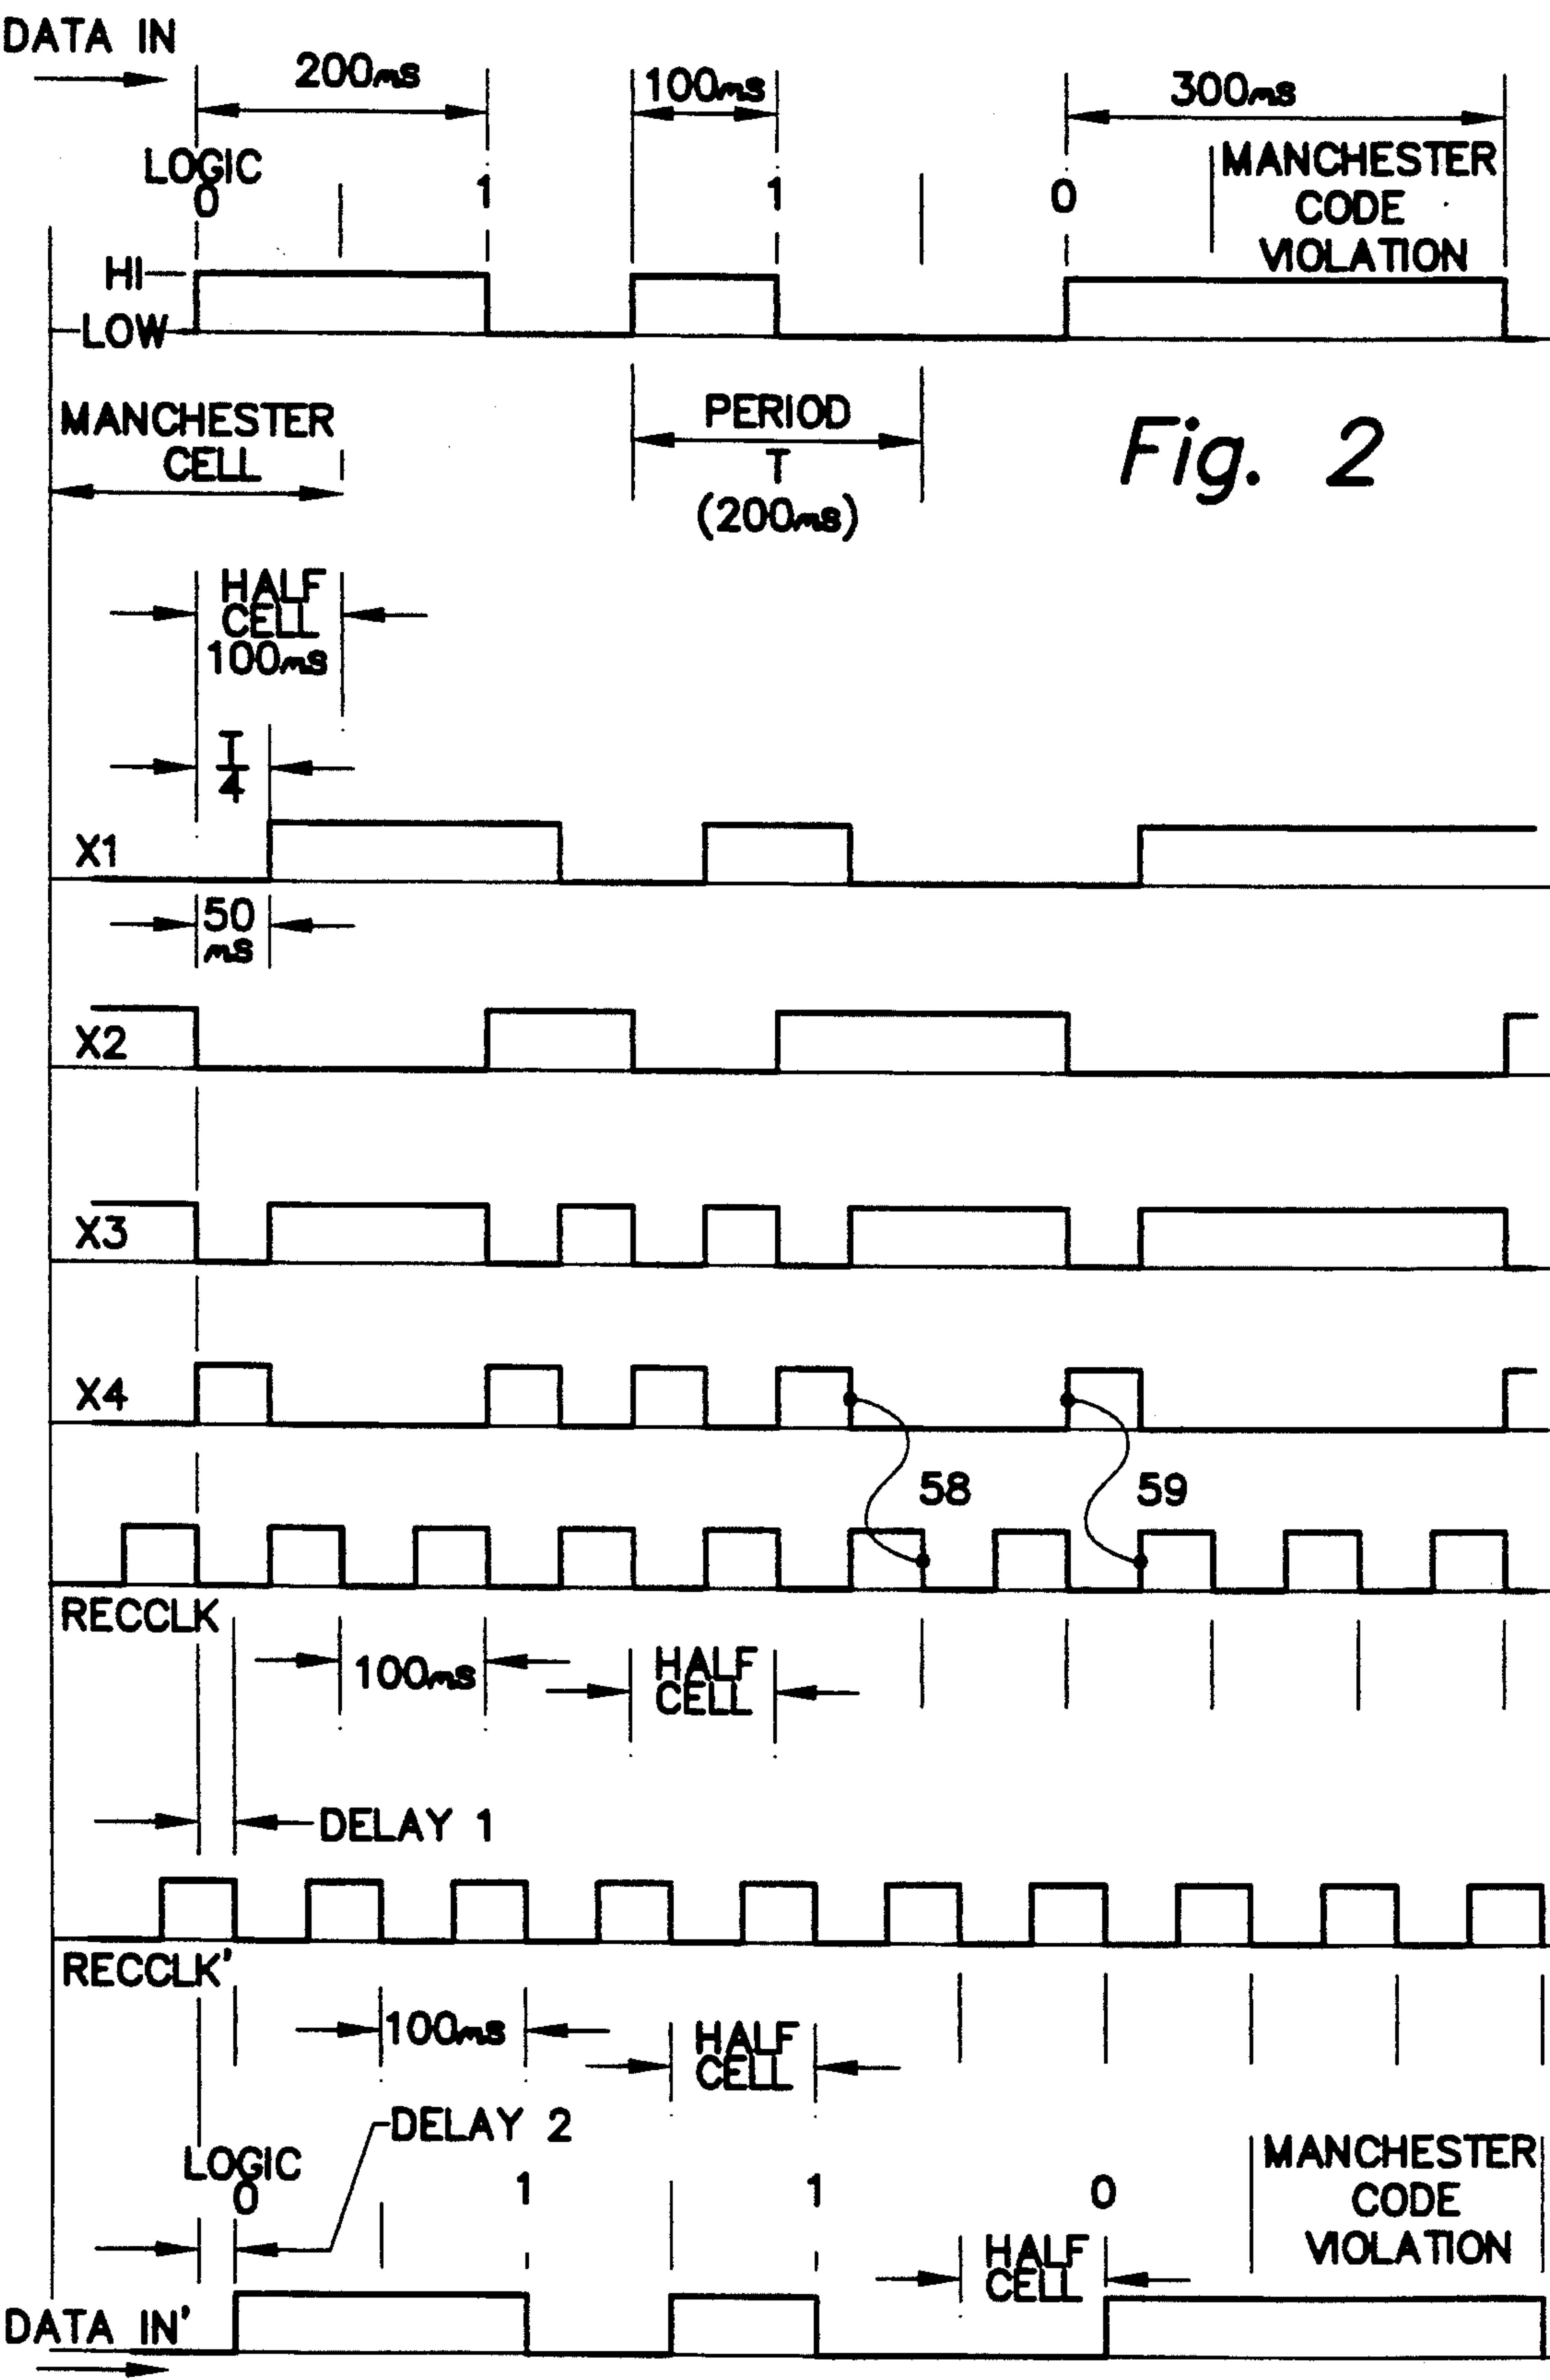 DATA IN
200ms
100ms
300ms
LOGIC
0
1
1
0
MANCHESTER
CODE
VIOLATION
HI
LOW
MANCHESTER
CELL
PERIOD
T
(200ms)
Fig. 2
HALF
CELL
100ms
T
4
X1
50
ms
X2
X3
X4
58
59
RECCLK
100ms
HALF
CELL
DELAY 1
RECCLK'
100ms
HALF
CELL
DELAY 2
LOGIC
0
1
1
0
MANCHESTER
CODE
VIOLATION
HALF
CELL
DATA IN'